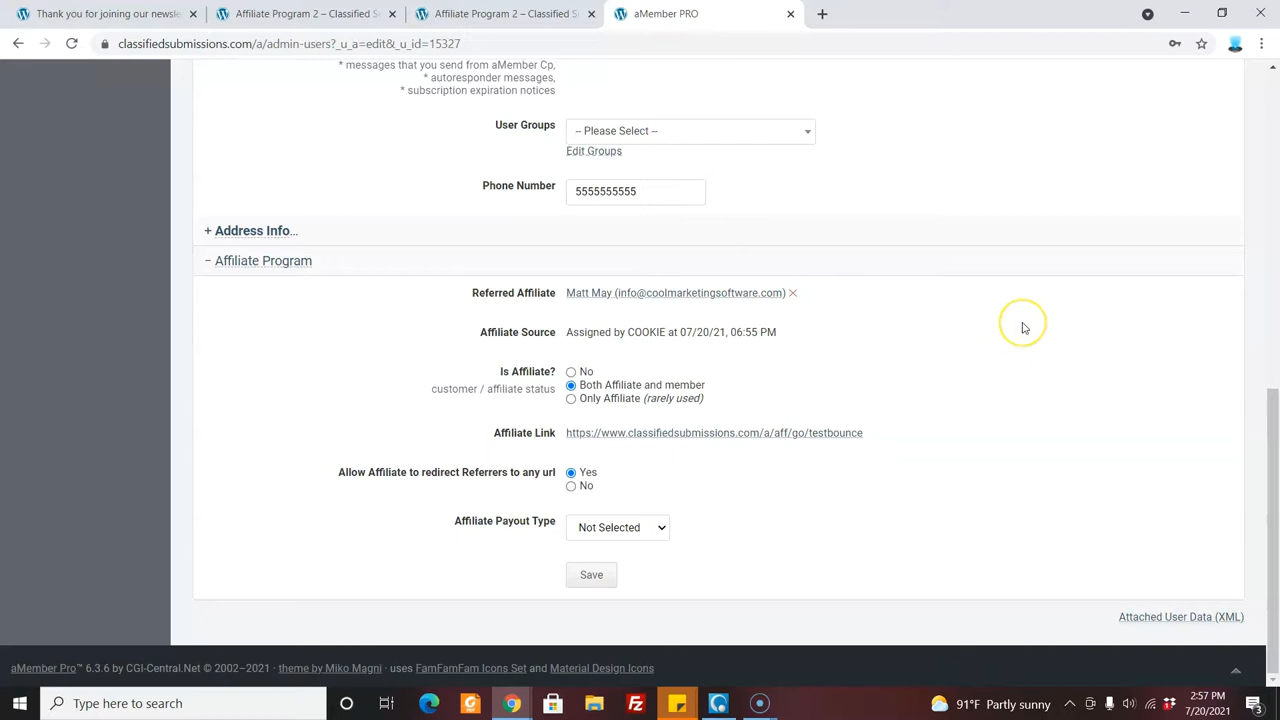 Thank you for joining our newsle
Affiliate Program 2 – Classified S
Affiliate Program 2 – Classified S
aMember PRO
classifiedsubmissions.com/a/admin-users?_u_a=edit&_u_id=15327
* messages that you send from aMember Cp,
* autoresponder messages,
* subscription expiration notices
User Groups
-- Please Select --
Edit Groups
Phone Number
5555555555
+ Address Info...
– Affiliate Program
Referred Affiliate
Matt May (info@coolmarketingsoftware.com)
Affiliate Source
Assigned by COOKIE at 07/20/21, 06:55 PM
Is Affiliate?
customer / affiliate status
No
Both Affiliate and member
Only Affiliate (rarely used)
Affiliate Link
https://www.classifiedsubmissions.com/a/aff/go/testbounce
Allow Affiliate to redirect Referrers to any url
Yes
No
Affiliate Payout Type
Not Selected
Save
Attached User Data (XML)
aMember Pro™ 6.3.6 by CGI-Central.Net © 2002–2021 · theme by Miko Magni · uses FamFamFam Icons Set and Material Design Icons
Type here to search
91°F Partly sunny
2:57 PM
7/20/2021
3